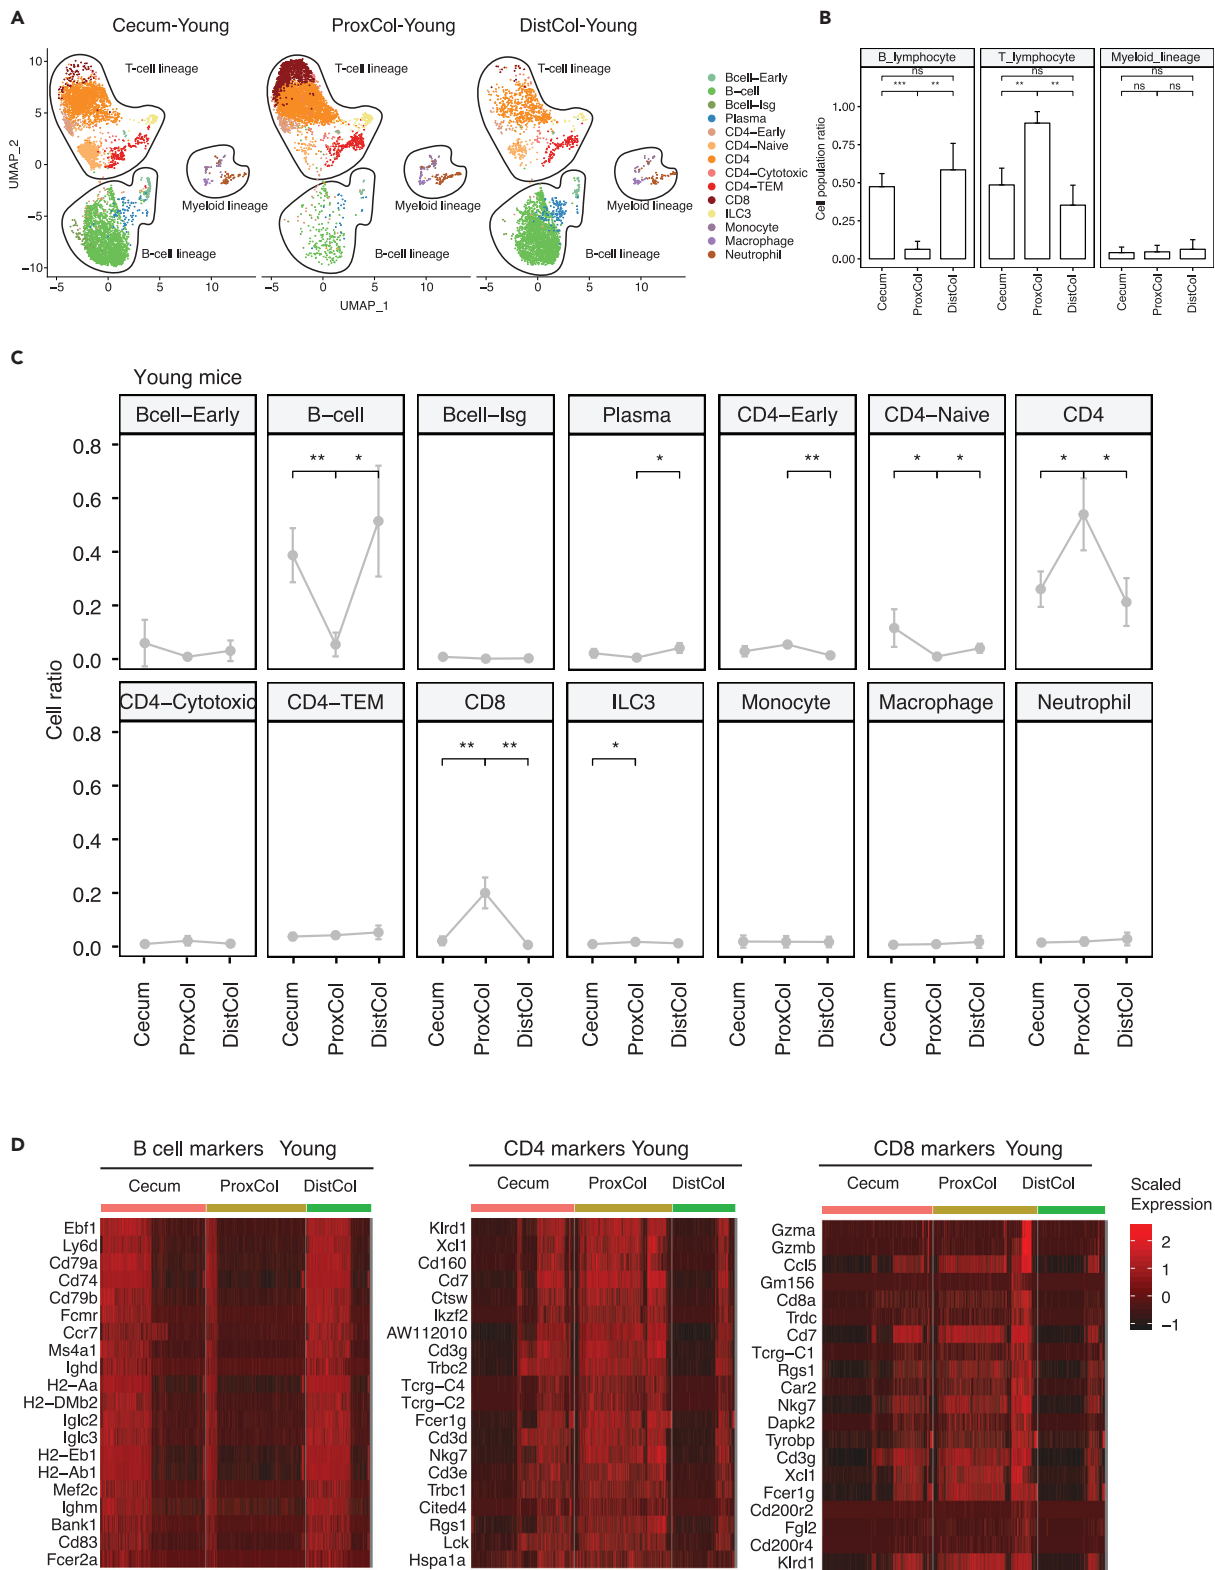 A
Cecum-Young
ProxCol-Young
DistCol-Young
T-cell lineage
T-cell lineage
T-cell lineage
Myeloid lineage
Myeloid lineage
Myeloid lineage
B-cell lineage
B-cell lineage
B-cell lineage
UMAP_2
10
5
0
−5
−10
−5 0 5 10
−5 0 5 10
−5 0 5 10
UMAP_1
Bcell−Early
B−cell
Bcell−Isg
Plasma
CD4−Early
CD4−Naive
CD4
CD4−Cytotoxic
CD4−TEM
CD8
ILC3
Monocyte
Macrophage
Neutrophil
B
B_lymphocyte
T_lymphocyte
Myeloid_lineage
ns
*** **
ns
** **
ns
ns ns
Cell population ratio
1.00
0.75
0.50
0.25
0.00
Cecum
ProxCol
DistCol
Cecum
ProxCol
DistCol
Cecum
ProxCol
DistCol
C
Young mice
Bcell−Early
B−cell
Bcell−Isg
Plasma
CD4−Early
CD4−Naive
CD4
** *
*
**
* *
* *
0.8
0.6
0.4
0.2
0.0
Cell ratio
CD4−Cytotoxic
CD4−TEM
CD8
ILC3
Monocyte
Macrophage
Neutrophil
** **
*
0.8
0.6
0.4
0.2
0.0
Cecum
ProxCol
DistCol
Cecum
ProxCol
DistCol
Cecum
ProxCol
DistCol
Cecum
ProxCol
DistCol
Cecum
ProxCol
DistCol
Cecum
ProxCol
DistCol
Cecum
ProxCol
DistCol
D
B cell markers Young
Cecum ProxCol DistCol
Ebf1
Ly6d
Cd79a
Cd74
Cd79b
Fcmr
Ccr7
Ms4a1
Ighd
H2−Aa
H2−DMb2
Iglc2
Iglc3
H2−Eb1
H2−Ab1
Mef2c
Ighm
Bank1
Cd83
Fcer2a
CD4 markers Young
Cecum ProxCol DistCol
Klrd1
Xcl1
Cd160
Cd7
Ctsw
Ikzf2
AW112010
Cd3g
Trbc2
Tcrg−C4
Tcrg−C2
Fcer1g
Cd3d
Nkg7
Cd3e
Trbc1
Cited4
Rgs1
Lck
Hspa1a
CD8 markers Young
Cecum ProxCol DistCol
Gzma
Gzmb
Ccl5
Gm156
Cd8a
Trdc
Cd7
Tcrg−C1
Rgs1
Car2
Nkg7
Dapk2
Tyrobp
Cd3g
Xcl1
Fcer1g
Cd200r2
Fgl2
Cd200r4
Klrd1
Scaled
Expression
2
1
0
−1